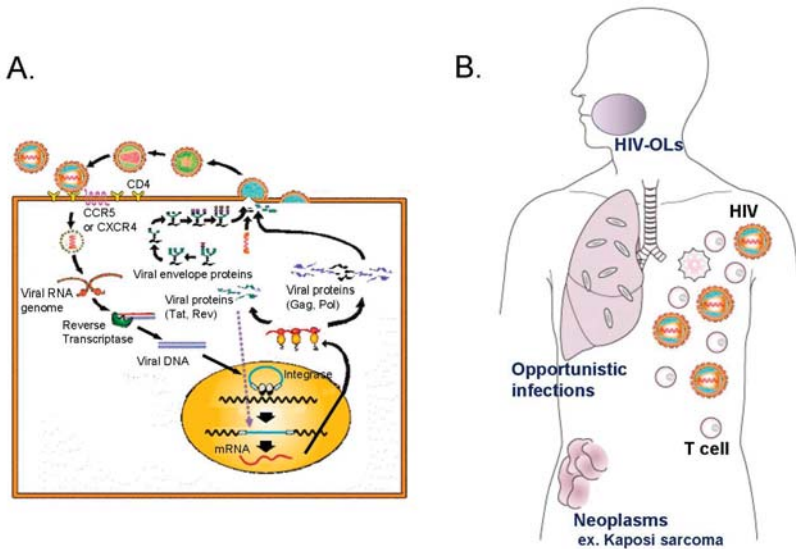 A.
CD4
CCR5
or CXCR4
Viral envelope proteins
Viral RNA
genome
Viral proteins
(Tat, Rev)
Viral proteins
(Gag, Pol)
Reverse
Transcriptase
Viral DNA
Integrase
mRNA
B.
HIV-OLs
HIV
Opportunistic
infections
T cell
Neoplasms
ex. Kaposi sarcoma